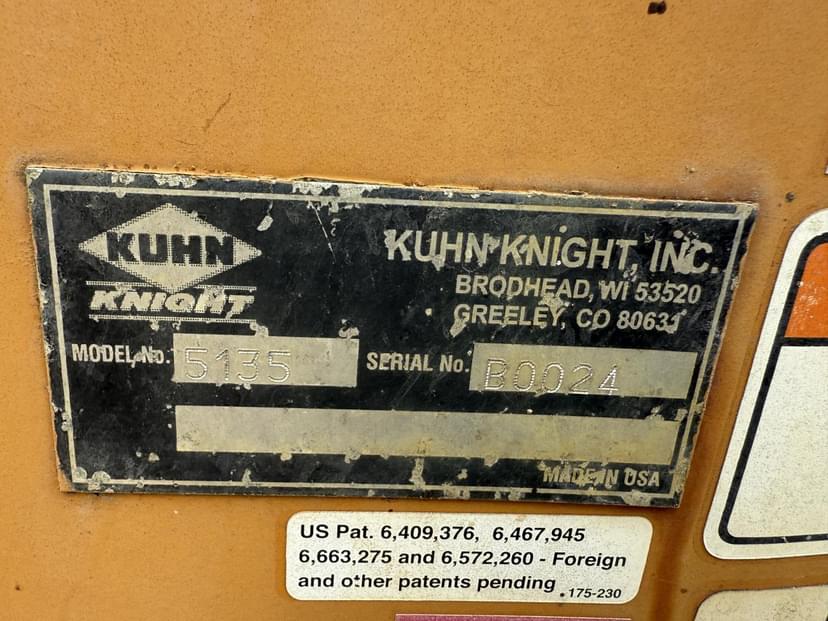 KUHN
KNIGHT
KUHN KNIGHT, INC.
BRODHEAD, WI 53520
GREELEY, CO 80631
MODEL No. 5135 SERIAL No. B0024
MADE IN USA
US Pat. 6,409,376, 6,467,945
6,663,275 and 6,572,260 - Foreign
and other patents pending
175-230